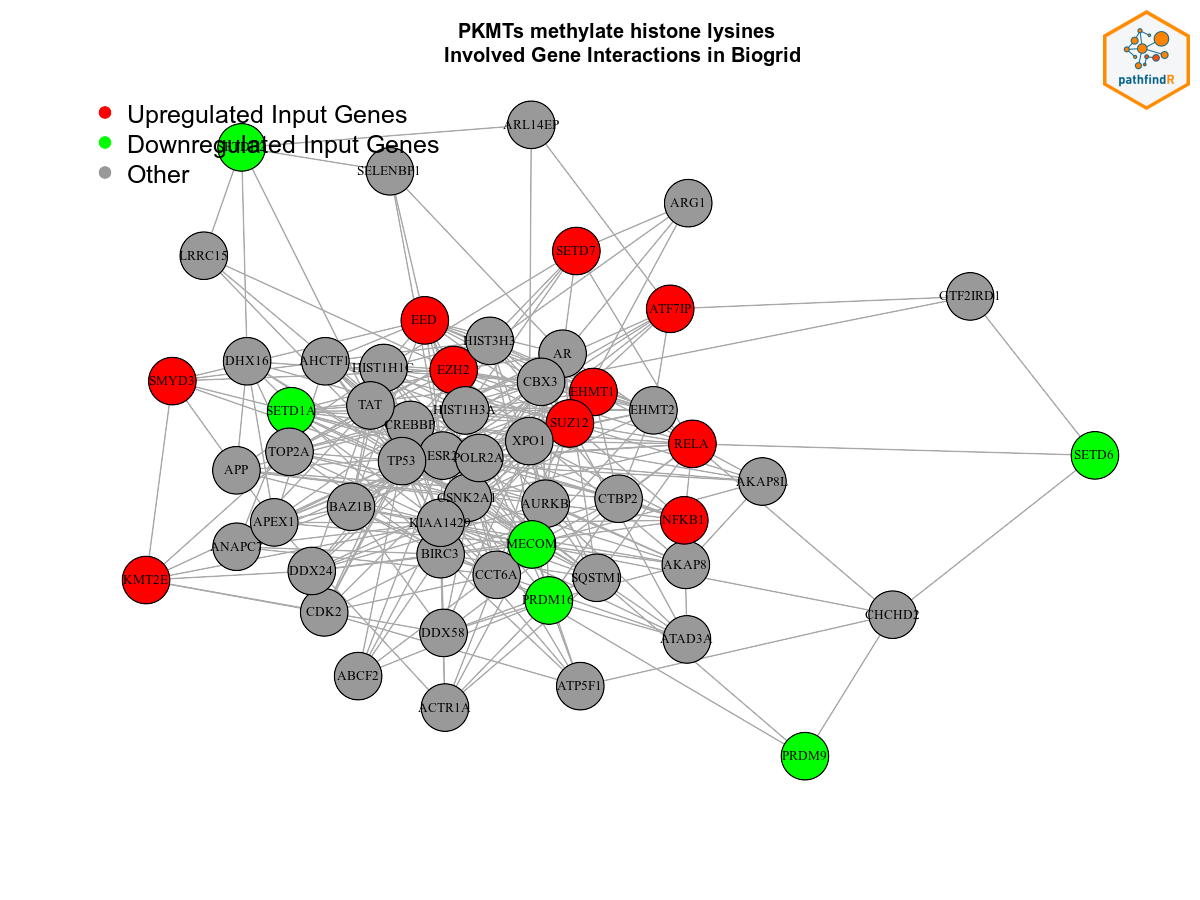 PKMTs methylate histone lysines
Involved Gene Interactions in Biogrid
pathfindR
Upregulated Input Genes
Downregulated Input Genes
Other
ARL14EP
SELENBP1
ARG1
LRRC15
SETD7
GTF2IRD1
ATF7IP
EED
HIST3H3
AR
DHX16
AHCTF1
HIST1H1C
EZH2
SMYD3
CBX3
EHMT1
TAT
SETD1A
HIST1H3A
EHMT2
CREBBP
SUZ12
XPO1
RELA
TOP2A
TP53
ESR2
POLR2A
SETD6
APP
AKAP8L
CSNK2A1
CTBP2
BAZ1B
AURKB
APEX1
KIAA1429
NFKB1
ANAPC7
MECOM
BIRC3
AKAP8
DDX24
CCT6A
SQSTM1
KMT2E
PRDM16
CDK2
CHCHD2
DDX58
ATAD3A
ABCF2
ATP5F1
ACTR1A
PRDM9